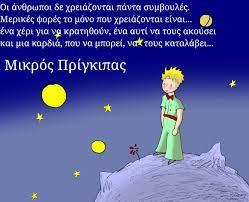 Οι άνθρωποι δε χρειάζονται πάντα συμβουλές.
Μερικές φορές το μόνο που χρειάζονται είναι...
ένα χέρι για να κρατηθούν, ένα αυτί να τους ακούσει
και μια καρδιά, που να μπορεί, να τους καταλάβει...
Μικρός Πρίγκιπας